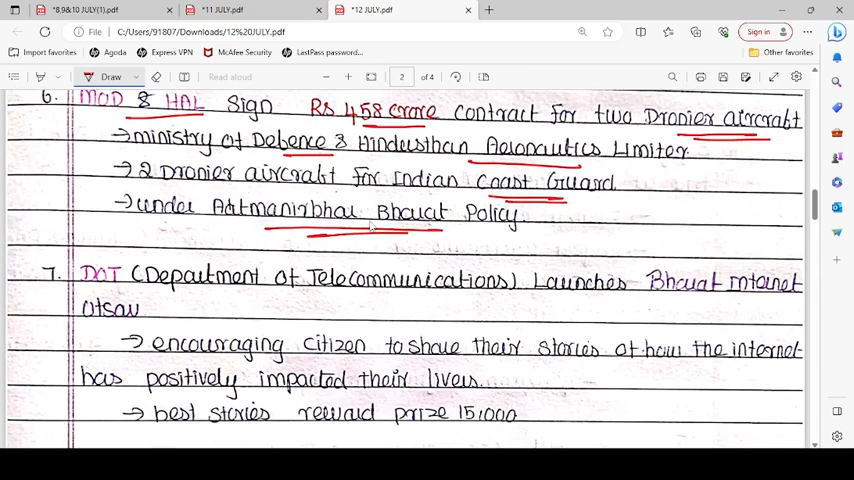 *8,9&10 JULY(1).pdf
*11 JULY.pdf
*12 JULY.pdf
File
C:/Users/91807/Downloads/12%20JULY.pdf
Sign in
Import favorites
Agoda
Express VPN
McAfee Security
LastPass password...
Other favorites
Draw
Read aloud
2 of 4
6. MOD & HAL Sign Rs 458 crore contract for two Dronier aircraft
→ministry of Defence & Hindusthan Aeronautics Limiter
→2 Dronier aircraft for Indian Coast Guard
→under Aatmanirbhar Bharat Policy.
7. DOT (Department of Telecommunications) Launches Bharat internet
Utsav
→ encouraging citizen to share their stories of how the internet
has positively impacted their lives.
→ best stories reward prize 15,000